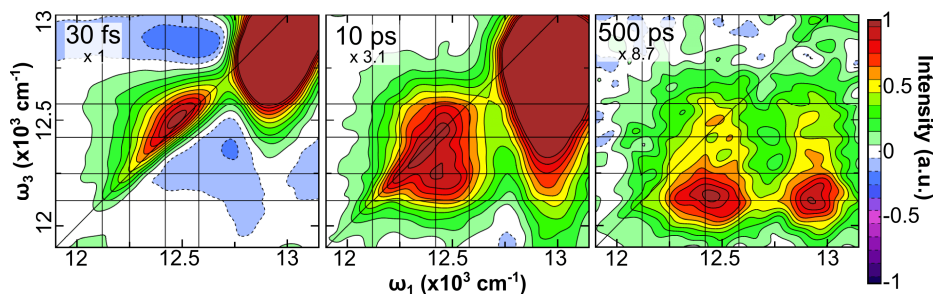 30 fs
x 1
10 ps
x 3.1
500 ps
x 8.7
13
12.5
12
ω₃ (x10³ cm⁻¹)
12 12.5 13
12 12.5 13
12 12.5 13
ω₁ (x10³ cm⁻¹)
1
0.5
0
-0.5
-1
Intensity (a.u.)